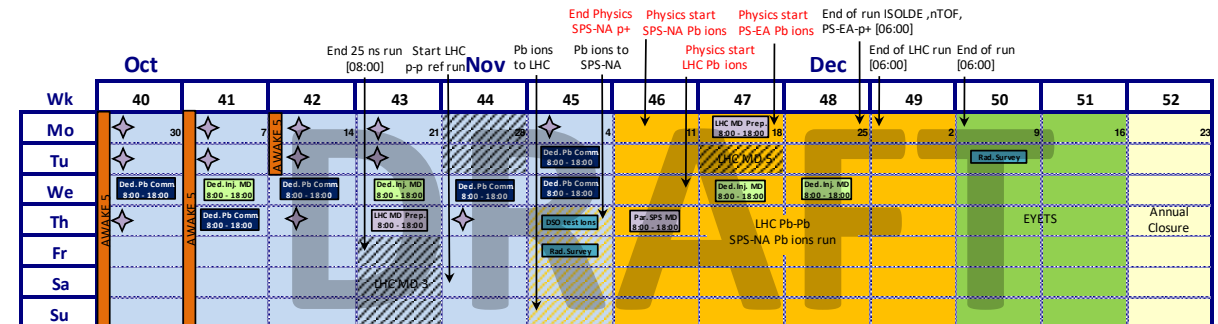 End Physics
SPS-NA p+
Physics start
SPS-NA Pb ions
Physics start
PS-EA Pb ions
End of run ISOLDE ,nTOF,
PS-EA-p+ [06:00]
End 25 ns run
[08:00]
Start LHC
p-p ref run
Pb ions
to LHC
Pb ions to
SPS-NA
Physics start
LHC Pb ions
End of LHC run
[06:00]
End of run
[06:00]
Oct Nov Dec
Wk 40 41 42 43 44 45 46 47 48 49 50 51 52
Mo 30 7 14 21 28 4 11 LHC MD Prep. 8:00 - 18:00 18 25 2 9 16 23
Tu Ded. Pb Comm. 8:00 - 18:00 LHC MD 5 Rad. Survey
We Ded. Pb Comm. 8:00 - 18:00 Ded. Inj. MD 8:00 - 18:00 Ded. Pb Comm. 8:00 - 18:00 Ded. Inj. MD 8:00 - 18:00 Ded. Pb Comm. 8:00 - 18:00 Ded. Pb Comm. 8:00 - 18:00 Ded. Inj. MD 8:00 - 18:00 Ded. Inj. MD 8:00 - 18:00
Th Ded. Pb Comm. 8:00 - 18:00 LHC MD Prep. 8:00 - 18:00 DSO test Ions Par. SPS MD 8:00 - 18:00
LHC Pb-Pb
SPS-NA Pb ions run
EYETS
Annual
Closure
Fr Rad. Survey
Sa LHC MD 3
Su
AWAKE 5
AWAKE 5
AWAKE 5
DRAFT